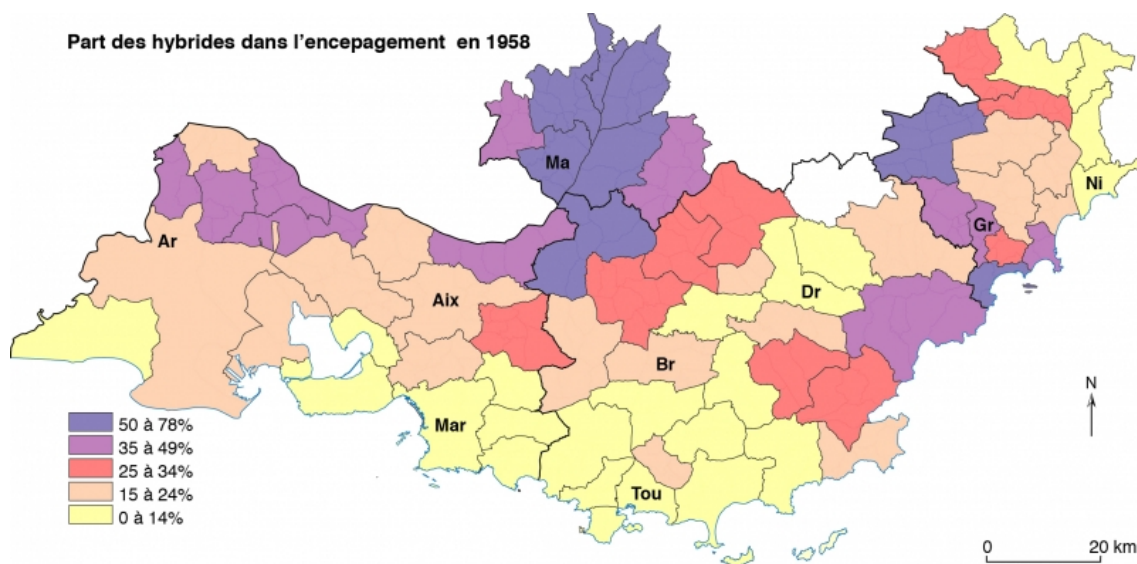 Part des hybrides dans l'encepagement en 1958
Ma
Ni
Ar
Gr
Aix
Dr
Br
N
Mar
50 à 78%
35 à 49%
25 à 34%
15 à 24%
0 à 14%
Tou
0 20 km